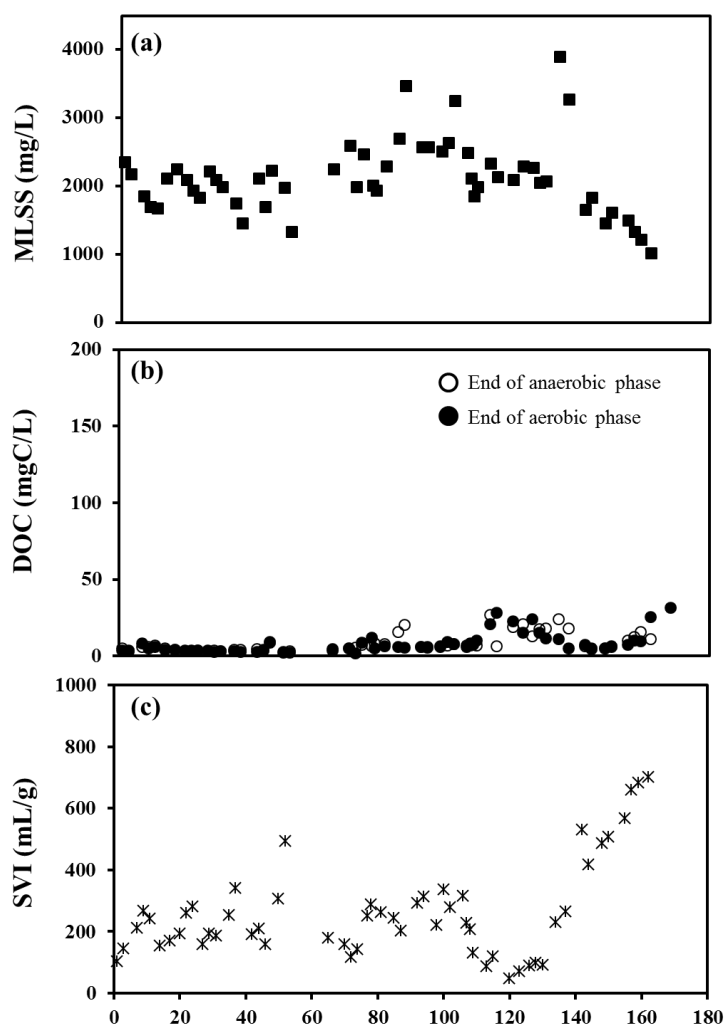 (a)
4000
3000
2000
1000
0
MLSS (mg/L)
(b)
200
150
100
50
0
DOC (mgC/L)
End of anaerobic phase
End of aerobic phase
(c)
1000
800
600
400
200
0
SVI (mL/g)
0 20 40 60 80 100 120 140 160 180